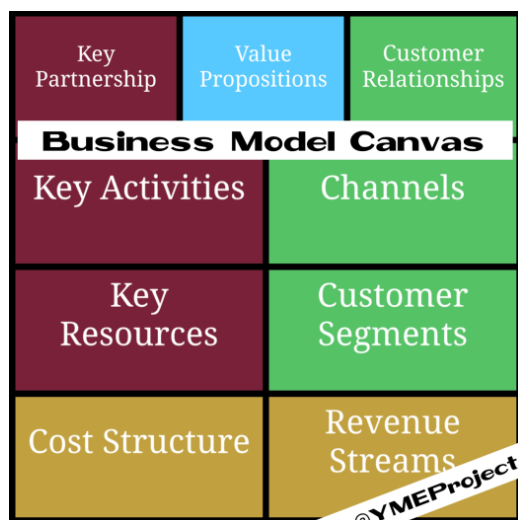 Key
Partnership
Value
Propositions
Customer
Relationships
Business Model Canvas
Key Activities
Channels
Key
Resources
Customer
Segments
Cost Structure
Revenue
Streams
@YMEProject